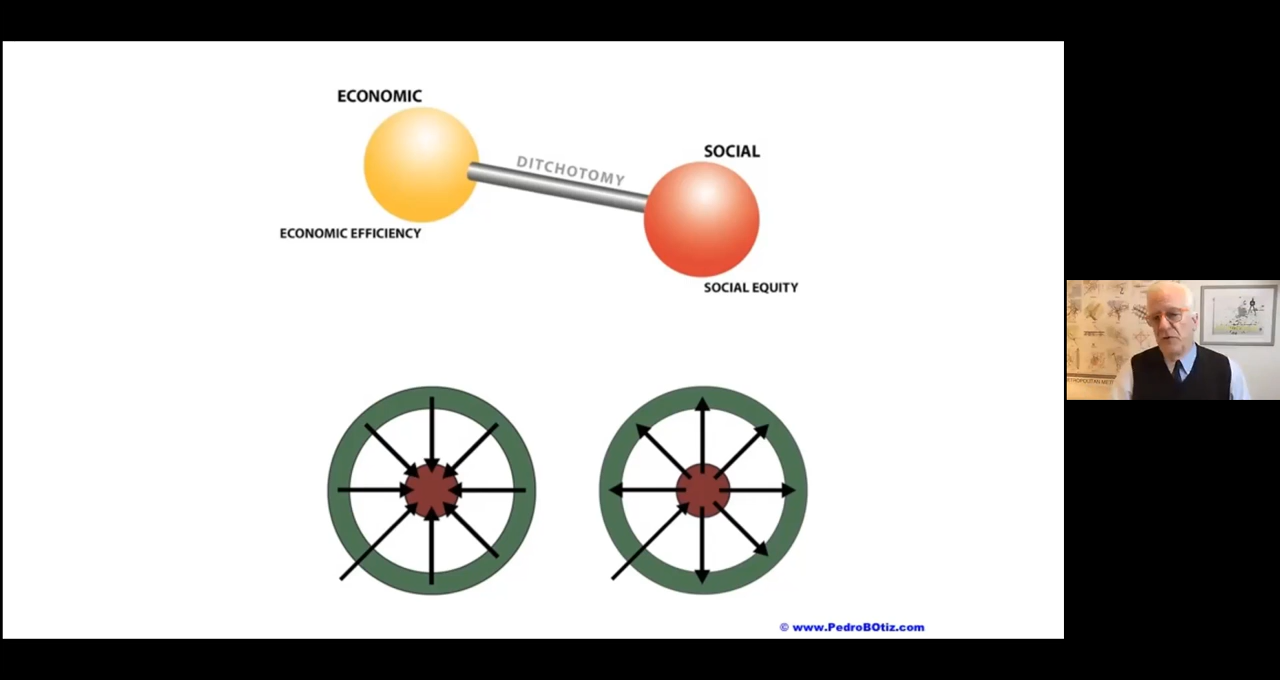 ECONOMIC
DITCHOTOMY
SOCIAL
ECONOMIC EFFICIENCY
SOCIAL EQUITY
© www.PedroBOtiz.com